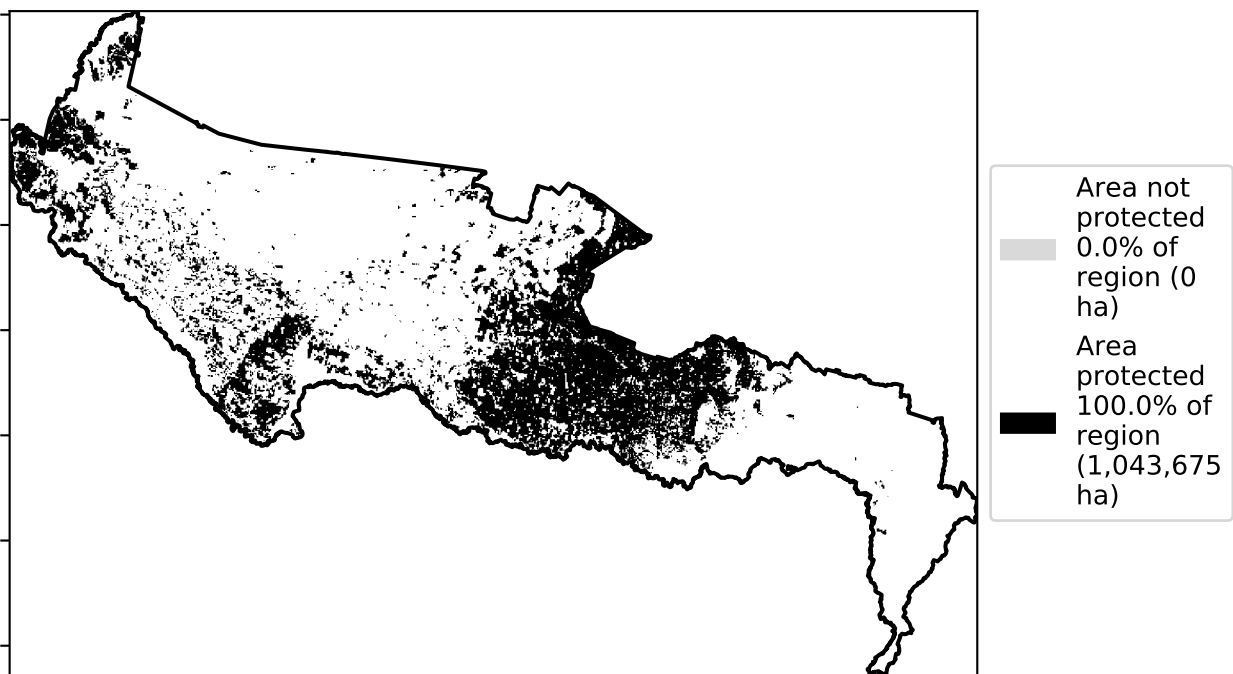 Area not
protected
0.0% of
region (0
ha)
Area
protected
100.0% of
region
(1,043,675
ha)